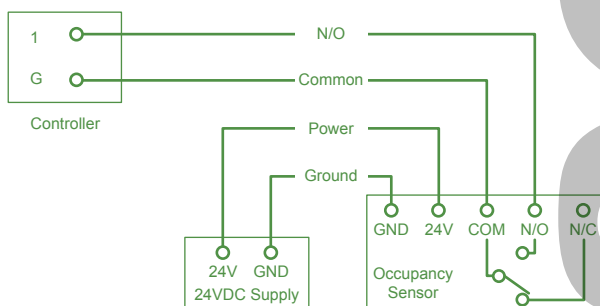 1
N/O
G
Common
Controller
Power
Ground
GND 24V COM N/O N/C
24V GND
24VDC Supply
Occupancy
Sensor